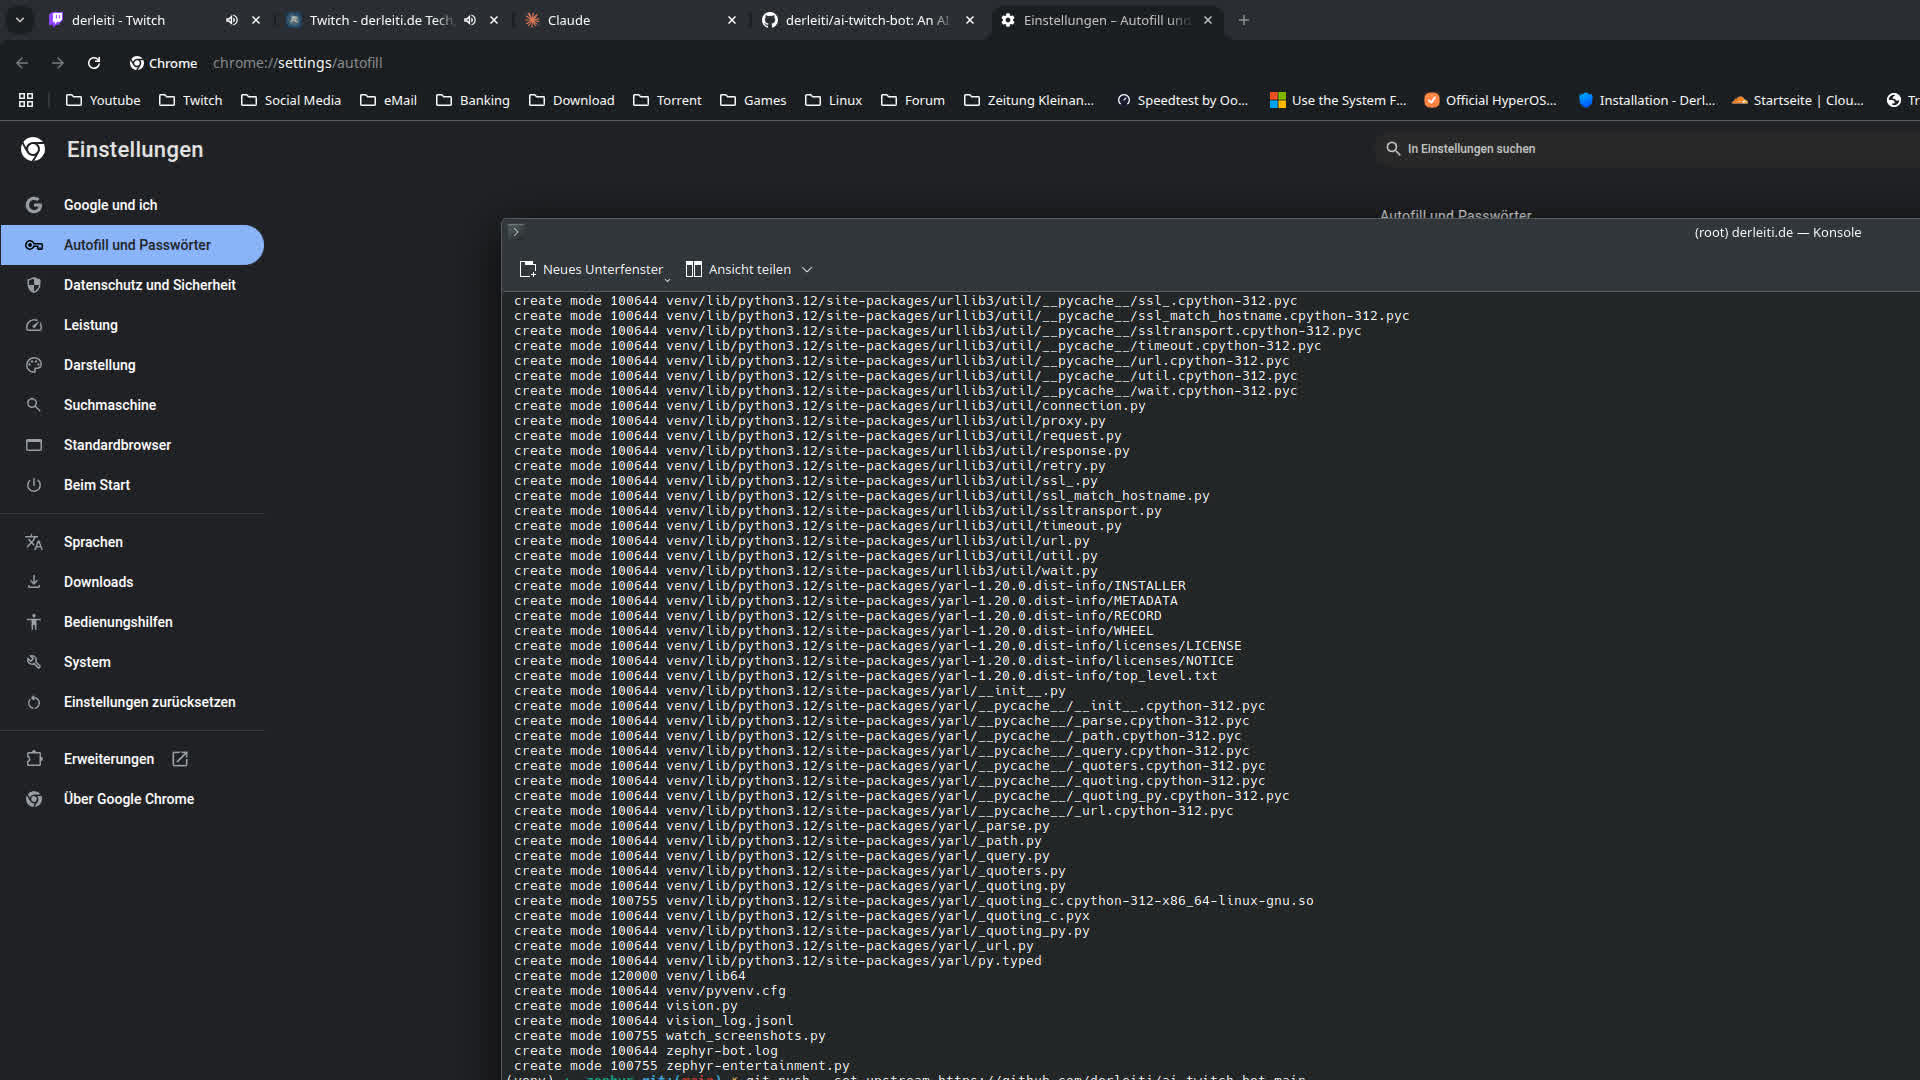 derleiti - Twitch
Twitch - derleiti.de Tech
Claude
derleiti/ai-twitch-bot: An AI
Einstellungen – Autofill und
Chrome
chrome://settings/autofill
Youtube
Twitch
Social Media
eMail
Banking
Download
Torrent
Games
Linux
Forum
Zeitung Kleinan...
Speedtest by Oo...
Use the System F...
Official HyperOS...
Installation - Derl...
Startseite | Clou...
Tr
Einstellungen
In Einstellungen suchen
Google und ich
Autofill und Passwörter
Datenschutz und Sicherheit
Leistung
Darstellung
Suchmaschine
Standardbrowser
Beim Start
Sprachen
Downloads
Bedienungshilfen
System
Einstellungen zurücksetzen
Erweiterungen
Über Google Chrome
Autofill und Passwörter
(root) derleiti.de — Konsole
Neues Unterfenster
Ansicht teilen
create mode 100644 venv/lib/python3.12/site-packages/urllib3/util/__pycache__/ssl_.cpython-312.pyc
create mode 100644 venv/lib/python3.12/site-packages/urllib3/util/__pycache__/ssl_match_hostname.cpython-312.pyc
create mode 100644 venv/lib/python3.12/site-packages/urllib3/util/__pycache__/ssltransport.cpython-312.pyc
create mode 100644 venv/lib/python3.12/site-packages/urllib3/util/__pycache__/timeout.cpython-312.pyc
create mode 100644 venv/lib/python3.12/site-packages/urllib3/util/__pycache__/url.cpython-312.pyc
create mode 100644 venv/lib/python3.12/site-packages/urllib3/util/__pycache__/util.cpython-312.pyc
create mode 100644 venv/lib/python3.12/site-packages/urllib3/util/__pycache__/wait.cpython-312.pyc
create mode 100644 venv/lib/python3.12/site-packages/urllib3/util/connection.py
create mode 100644 venv/lib/python3.12/site-packages/urllib3/util/proxy.py
create mode 100644 venv/lib/python3.12/site-packages/urllib3/util/request.py
create mode 100644 venv/lib/python3.12/site-packages/urllib3/util/response.py
create mode 100644 venv/lib/python3.12/site-packages/urllib3/util/retry.py
create mode 100644 venv/lib/python3.12/site-packages/urllib3/util/ssl_.py
create mode 100644 venv/lib/python3.12/site-packages/urllib3/util/ssl_match_hostname.py
create mode 100644 venv/lib/python3.12/site-packages/urllib3/util/ssltransport.py
create mode 100644 venv/lib/python3.12/site-packages/urllib3/util/timeout.py
create mode 100644 venv/lib/python3.12/site-packages/urllib3/util/url.py
create mode 100644 venv/lib/python3.12/site-packages/urllib3/util/util.py
create mode 100644 venv/lib/python3.12/site-packages/urllib3/util/wait.py
create mode 100644 venv/lib/python3.12/site-packages/yarl-1.20.0.dist-info/INSTALLER
create mode 100644 venv/lib/python3.12/site-packages/yarl-1.20.0.dist-info/METADATA
create mode 100644 venv/lib/python3.12/site-packages/yarl-1.20.0.dist-info/RECORD
create mode 100644 venv/lib/python3.12/site-packages/yarl-1.20.0.dist-info/WHEEL
create mode 100644 venv/lib/python3.12/site-packages/yarl-1.20.0.dist-info/licenses/LICENSE
create mode 100644 venv/lib/python3.12/site-packages/yarl-1.20.0.dist-info/licenses/NOTICE
create mode 100644 venv/lib/python3.12/site-packages/yarl-1.20.0.dist-info/top_level.txt
create mode 100644 venv/lib/python3.12/site-packages/yarl/__init__.py
create mode 100644 venv/lib/python3.12/site-packages/yarl/__pycache__/__init__.cpython-312.pyc
create mode 100644 venv/lib/python3.12/site-packages/yarl/__pycache__/_parse.cpython-312.pyc
create mode 100644 venv/lib/python3.12/site-packages/yarl/__pycache__/_path.cpython-312.pyc
create mode 100644 venv/lib/python3.12/site-packages/yarl/__pycache__/_query.cpython-312.pyc
create mode 100644 venv/lib/python3.12/site-packages/yarl/__pycache__/_quoters.cpython-312.pyc
create mode 100644 venv/lib/python3.12/site-packages/yarl/__pycache__/_quoting.cpython-312.pyc
create mode 100644 venv/lib/python3.12/site-packages/yarl/__pycache__/_quoting_py.cpython-312.pyc
create mode 100644 venv/lib/python3.12/site-packages/yarl/__pycache__/_url.cpython-312.pyc
create mode 100644 venv/lib/python3.12/site-packages/yarl/_parse.py
create mode 100644 venv/lib/python3.12/site-packages/yarl/_path.py
create mode 100644 venv/lib/python3.12/site-packages/yarl/_query.py
create mode 100644 venv/lib/python3.12/site-packages/yarl/_quoters.py
create mode 100644 venv/lib/python3.12/site-packages/yarl/_quoting.py
create mode 100755 venv/lib/python3.12/site-packages/yarl/_quoting_c.cpython-312-x86_64-linux-gnu.so
create mode 100644 venv/lib/python3.12/site-packages/yarl/_quoting_c.pyx
create mode 100644 venv/lib/python3.12/site-packages/yarl/_quoting_py.py
create mode 100644 venv/lib/python3.12/site-packages/yarl/_url.py
create mode 100644 venv/lib/python3.12/site-packages/yarl/py.typed
create mode 120000 venv/lib64
create mode 100644 venv/pyvenv.cfg
create mode 100644 vision.py
create mode 100644 vision_log.jsonl
create mode 100755 watch_screenshots.py
create mode 100644 zephyr-bot.log
create mode 100755 zephyr-entertainment.py
(venv) zephyr git:(main) git push --set-upstream https://github.com/derleiti/ai-twitch-bot main